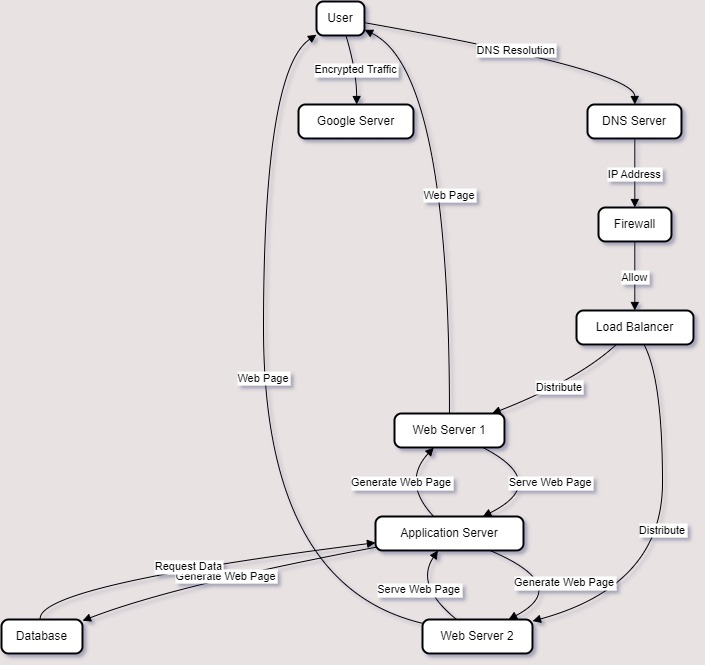 User
DNS Resolution
Encrypted Traffic
Google Server
DNS Server
IP Address
Web Page
Firewall
Allow
Load Balancer
Web Page
Distribute
Web Server 1
Generate Web Page
Serve Web Page
Application Server
Distribute
Request Data
Generate Web Page
Serve Web Page
Generate Web Page
Database
Web Server 2